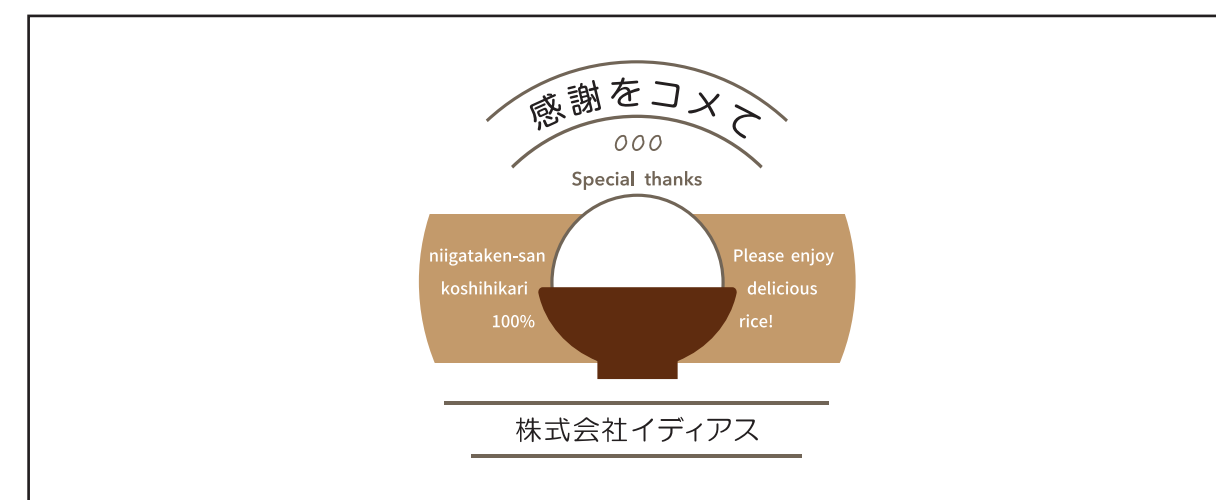 感謝をコメて
Special thanks
niigataken-san
koshihikari
100%
Please enjoy
delicious
rice!
株式会社イディアス